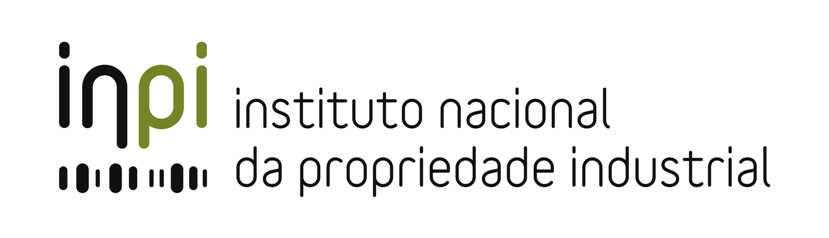 inpi
instituto nacional
da propriedade industrial